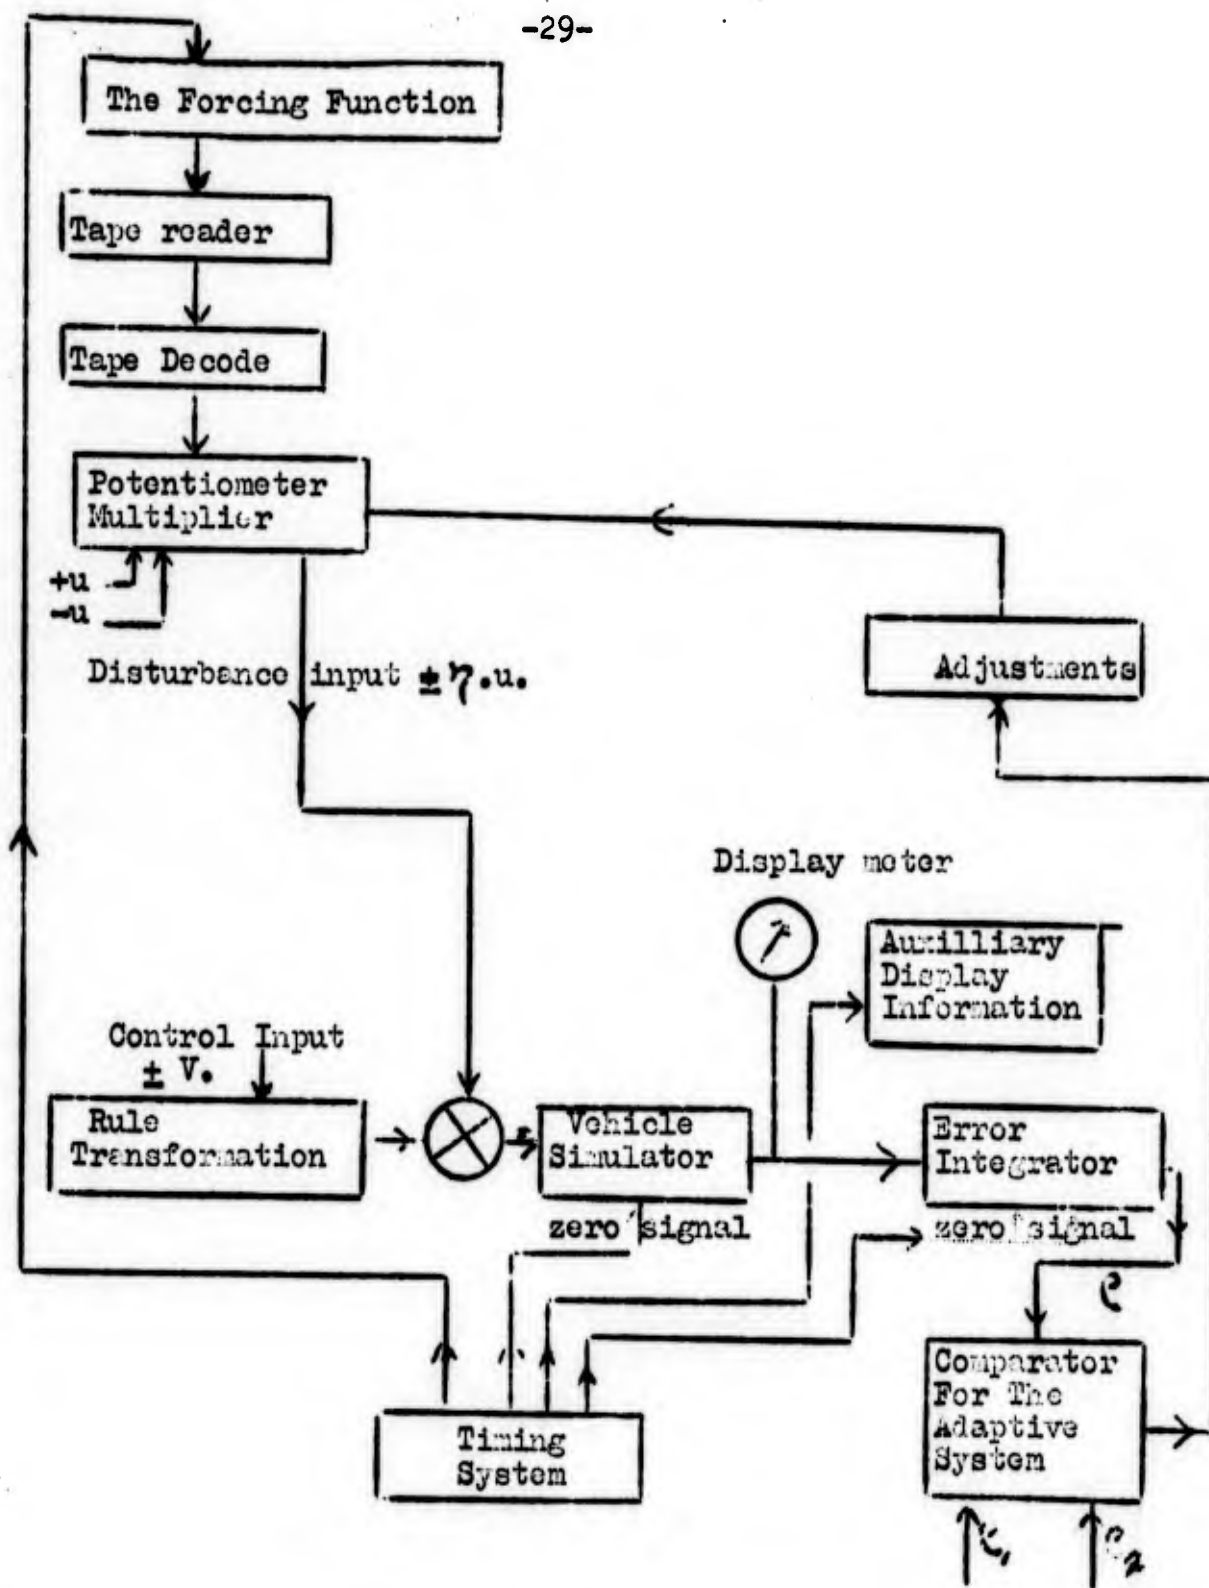 -29-
The Forcing Function
Tape reader
Tape Decode
Potentiometer
Multiplier
+u
-u
Disturbance input ± η.u.
Adjustments
Display meter
Auxilliary
Display
Information
Control Input
± V.
Rule
Transformation
Vehicle
Simulator
Error
Integrator
zero signal
zero signal
Timing
System
Comparator
For The
Adaptive
System